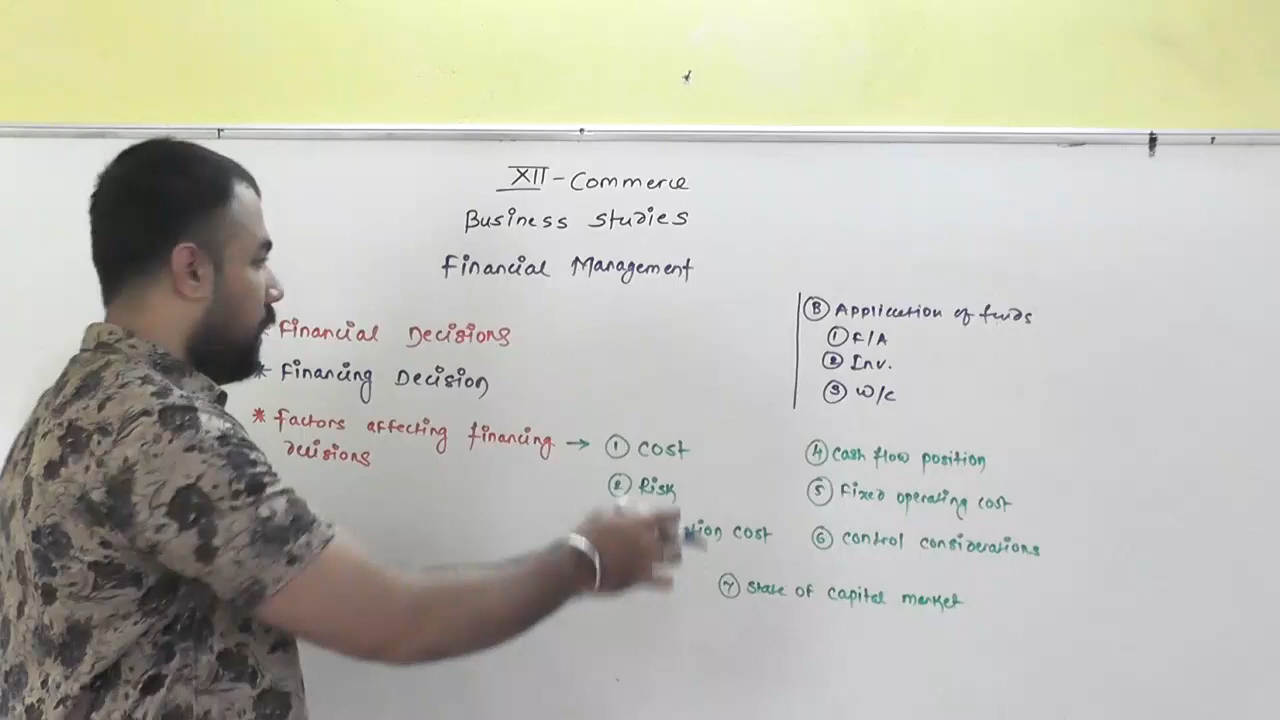 XII - Commerce
Business Studies
Financial Management
* Financial Decisions
* Financing Decision
* Factors affecting financing decisions → ① Cost
② Risk
cost
Ⓑ Application of funds
① F/A
② Inv.
③ W/C
④ Cash flow position
⑤ Fixed operating cost
⑥ Control considerations
⑦ State of capital market